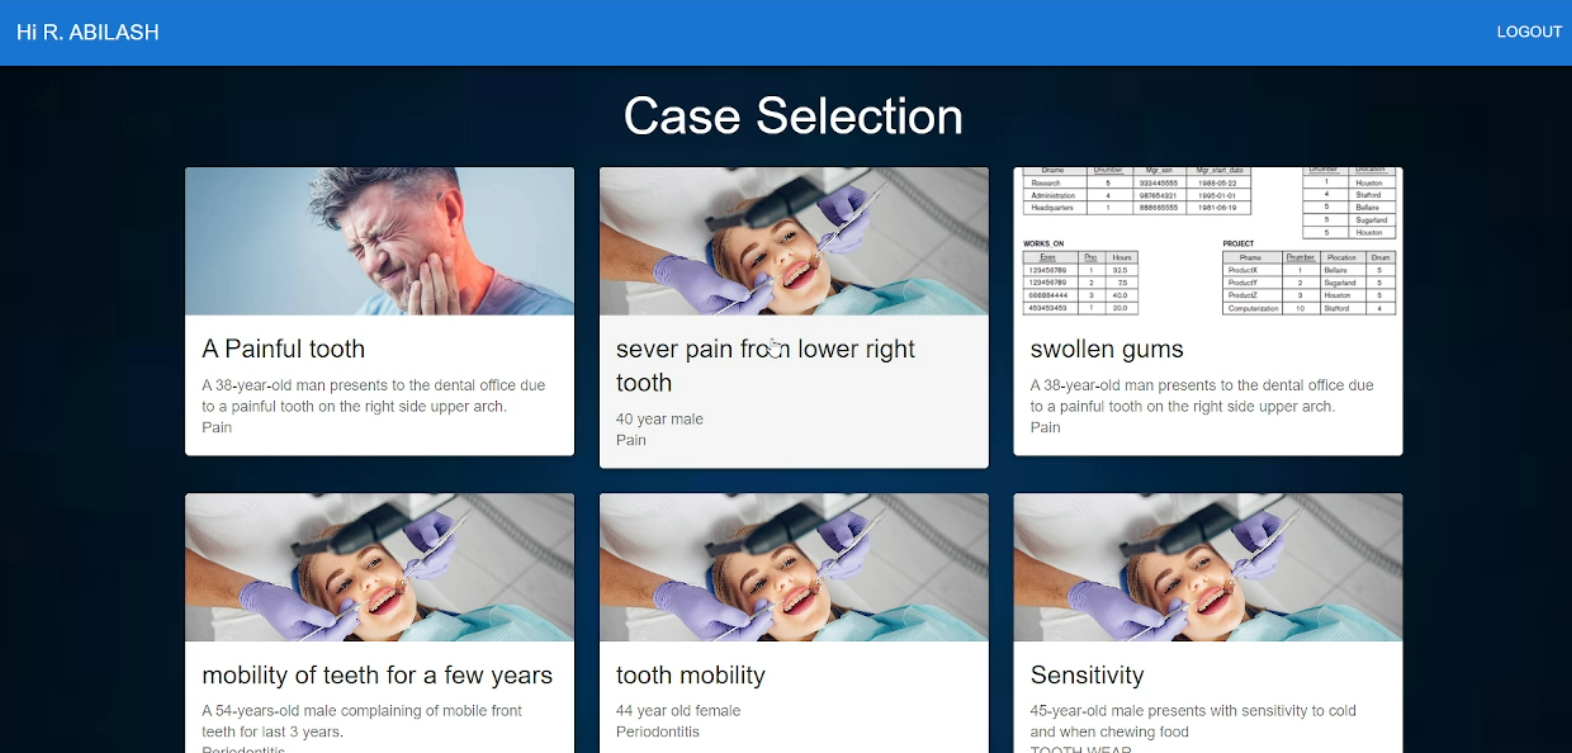 Hi R. ABILASH
LOGOUT
Case Selection
Dname Dnumber Mgr_ssn Mgr_start_date
Research 5 333445555 1988-05-22
Administration 4 987654321 1995-01-01
Headquarters 1 888665555 1981-06-19
Dnumber Dlocation
1 Houston
4 Stafford
5 Bellaire
5 Sugarland
5 Houston
WORKS_ON
Essn Pno Hours
123456789 1 32.5
123456789 2 7.5
666884444 3 40.0
453453453 1 20.0
PROJECT
Pname Pnumber Plocation Dnum
ProductX 1 Bellaire 5
ProductY 2 Sugarland 5
ProductZ 3 Houston 5
Computerization 10 Stafford 4
A Painful tooth
A 38-year-old man presents to the dental office due
to a painful tooth on the right side upper arch.
Pain
sever pain from lower right
tooth
40 year male
Pain
swollen gums
A 38-year-old man presents to the dental office due
to a painful tooth on the right side upper arch.
Pain
mobility of teeth for a few years
A 54-years-old male complaining of mobile front
teeth for last 3 years.
Periodontitis
tooth mobility
44 year old female
Periodontitis
Sensitivity
45-year-old male presents with sensitivity to cold
and when chewing food
TOOTH WEAR